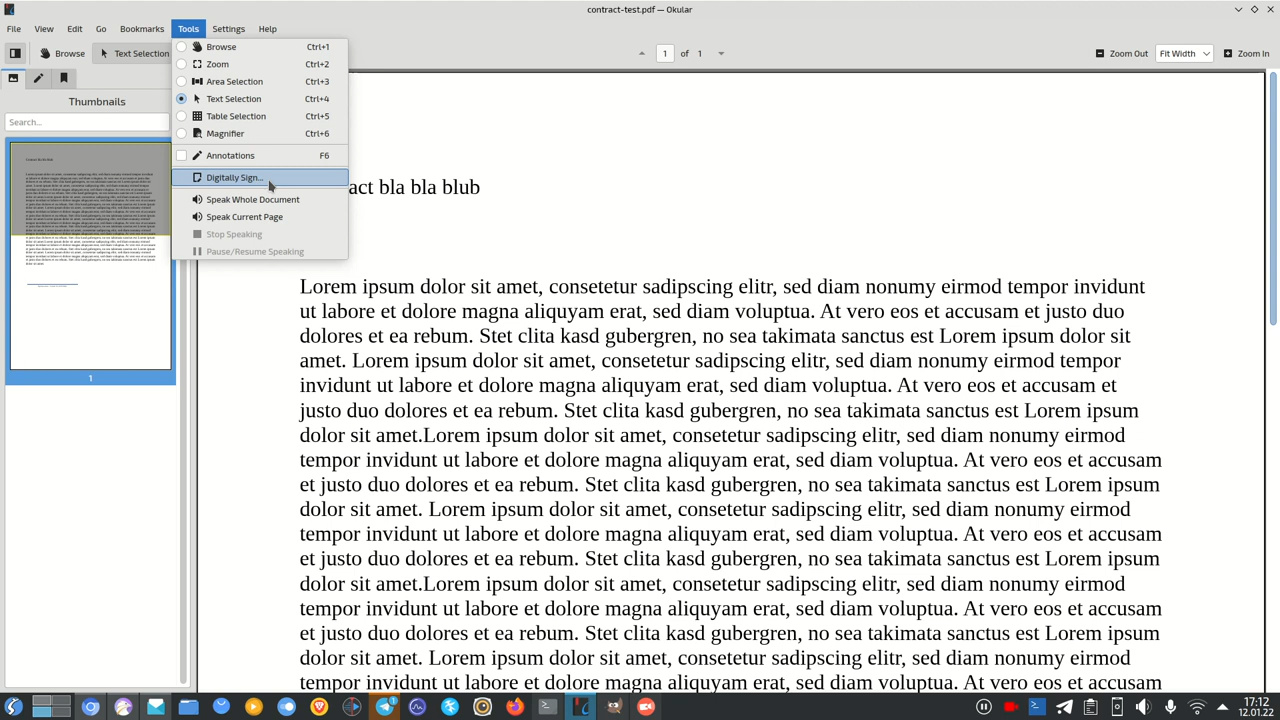 contract-test.pdf — Okular
File View Edit Go Bookmarks Tools Settings Help
Browse Text Selection 1 of 1 Zoom Out Fit Width Zoom In
Thumbnails
Search...
1
Browse Ctrl+1
Zoom Ctrl+2
Area Selection Ctrl+3
Text Selection Ctrl+4
Table Selection Ctrl+5
Magnifier Ctrl+6
Annotations F6
Digitally Sign...
Speak Whole Document
Speak Current Page
Stop Speaking
Pause/Resume Speaking
act bla bla blub
Lorem ipsum dolor sit amet, consetetur sadipscing elitr, sed diam nonumy eirmod tempor invidunt
ut labore et dolore magna aliquyam erat, sed diam voluptua. At vero eos et accusam et justo duo
dolores et ea rebum. Stet clita kasd gubergren, no sea takimata sanctus est Lorem ipsum dolor sit
amet. Lorem ipsum dolor sit amet, consetetur sadipscing elitr, sed diam nonumy eirmod tempor
invidunt ut labore et dolore magna aliquyam erat, sed diam voluptua. At vero eos et accusam et
justo duo dolores et ea rebum. Stet clita kasd gubergren, no sea takimata sanctus est Lorem ipsum
dolor sit amet.Lorem ipsum dolor sit amet, consetetur sadipscing elitr, sed diam nonumy eirmod
tempor invidunt ut labore et dolore magna aliquyam erat, sed diam voluptua. At vero eos et accusam
et justo duo dolores et ea rebum. Stet clita kasd gubergren, no sea takimata sanctus est Lorem ipsum
dolor sit amet. Lorem ipsum dolor sit amet, consetetur sadipscing elitr, sed diam nonumy eirmod
tempor invidunt ut labore et dolore magna aliquyam erat, sed diam voluptua. At vero eos et accusam
et justo duo dolores et ea rebum. Stet clita kasd gubergren, no sea takimata sanctus est Lorem ipsum
dolor sit amet.Lorem ipsum dolor sit amet, consetetur sadipscing elitr, sed diam nonumy eirmod
tempor invidunt ut labore et dolore magna aliquyam erat, sed diam voluptua. At vero eos et accusam
et justo duo dolores et ea rebum. Stet clita kasd gubergren, no sea takimata sanctus est Lorem ipsum
dolor sit amet. Lorem ipsum dolor sit amet, consetetur sadipscing elitr, sed diam nonumy eirmod
tempor invidunt ut labore et dolore magna aliquyam erat, sed diam voluptua. At vero eos et accusam
17:12
12.01.22